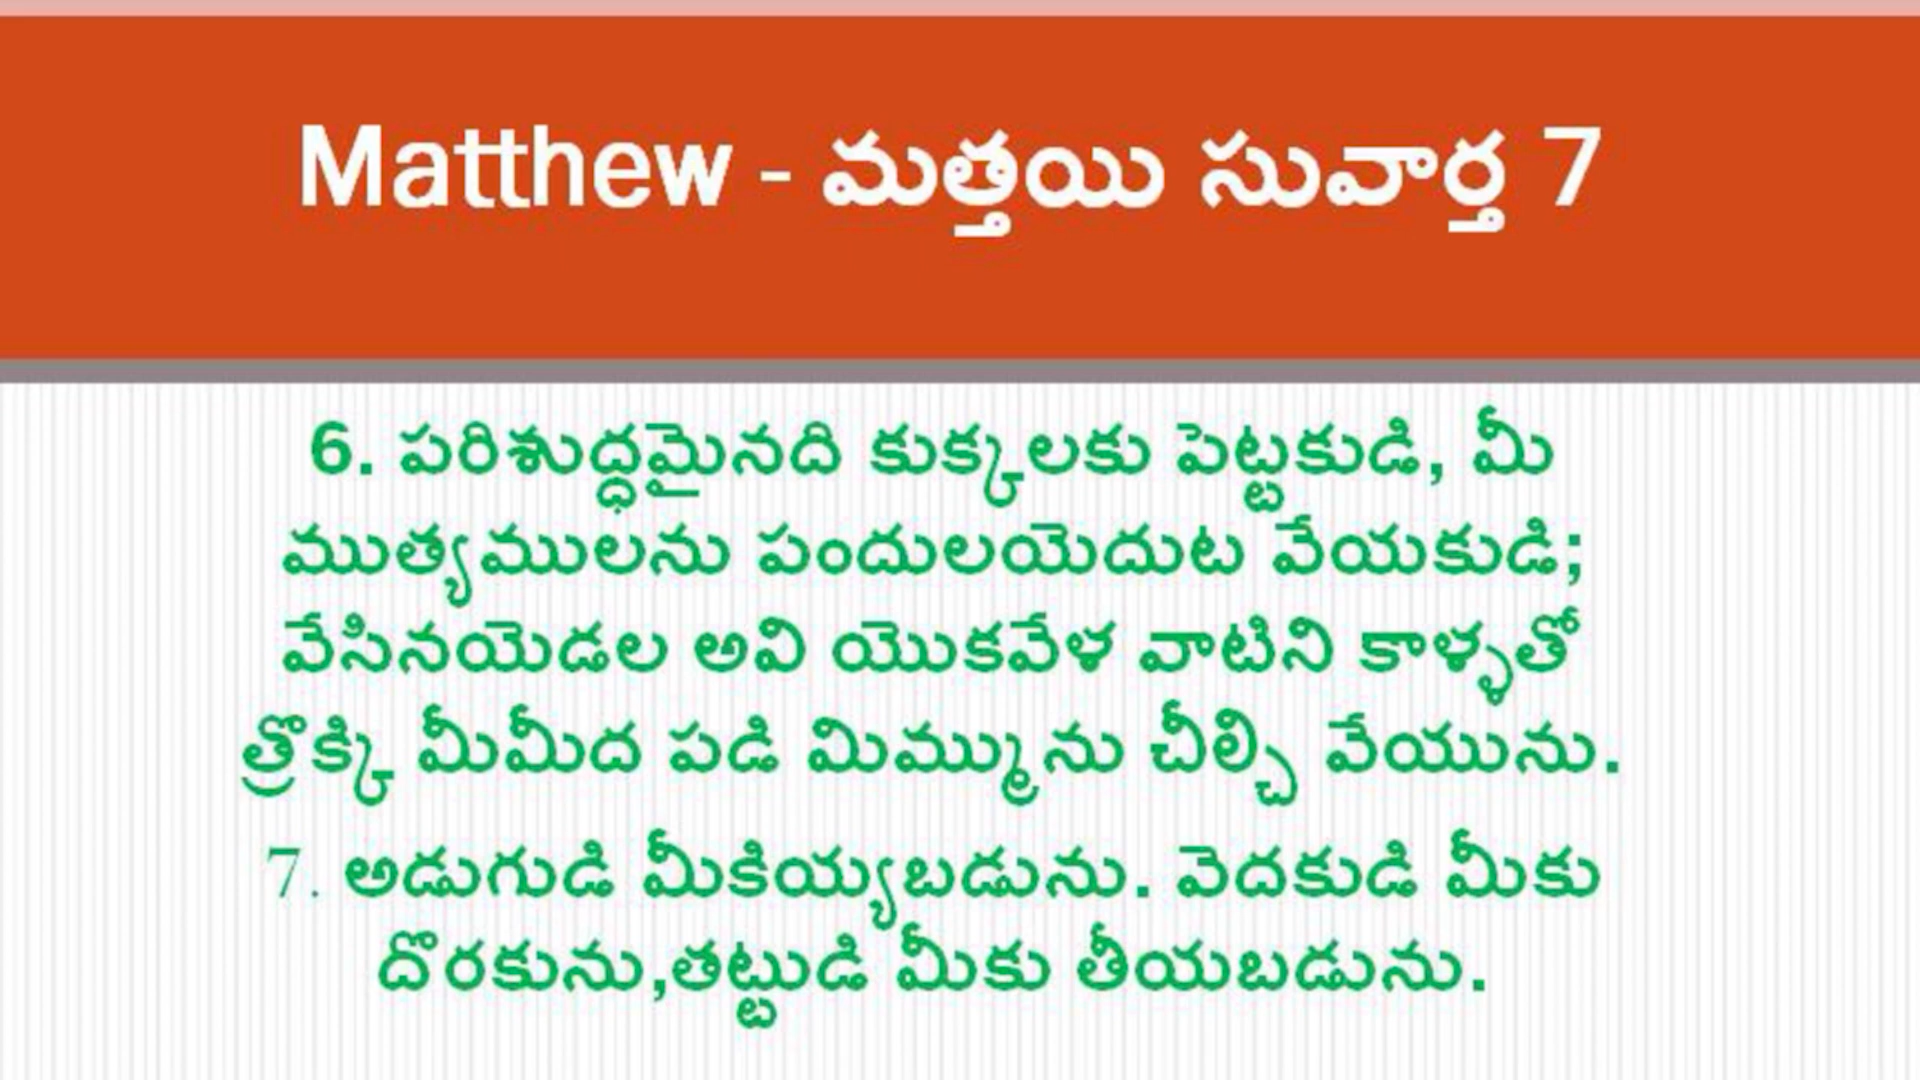 Matthew - మత్తయి సువార్త 7
6. పరిశుద్ధమైనది కుక్కలకు పెట్టకుడి, మీ
ముత్యములను పందులయెదుట వేయకుడి;
వేసినయెడల అవి యొకవేళ వాటిని కాళ్ళతో
త్రొక్కి మీమీద పడి మిమ్మును చీల్చి వేయును.
7. అడుగుడి మీకియ్యబడును. వెదకుడి మీకు
దొరకును,తట్టుడి మీకు తీయబడును.